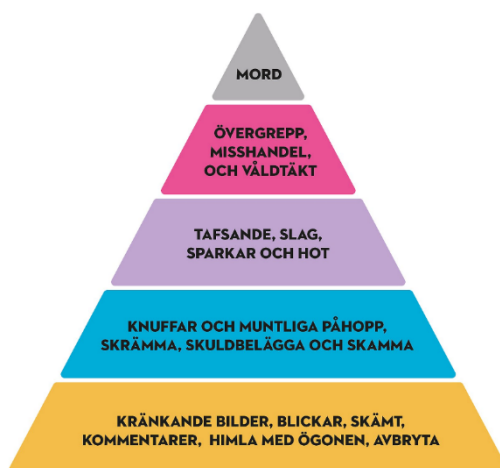 MORD
ÖVERGREPP,
MISSHANDEL,
OCH VÅLDTÄKT
TAFSANDE, SLAG,
SPARKAR OCH HOT
KNUFFAR OCH MUNTLIGA PÅHOPP,
SKRÄMMA, SKULDBELÄGGA OCH SKAMMA
KRÄNKANDE BILDER, BLICKAR, SKÄMT,
KOMMENTARER, HIMLA MED ÖGONEN, AVBRYTA